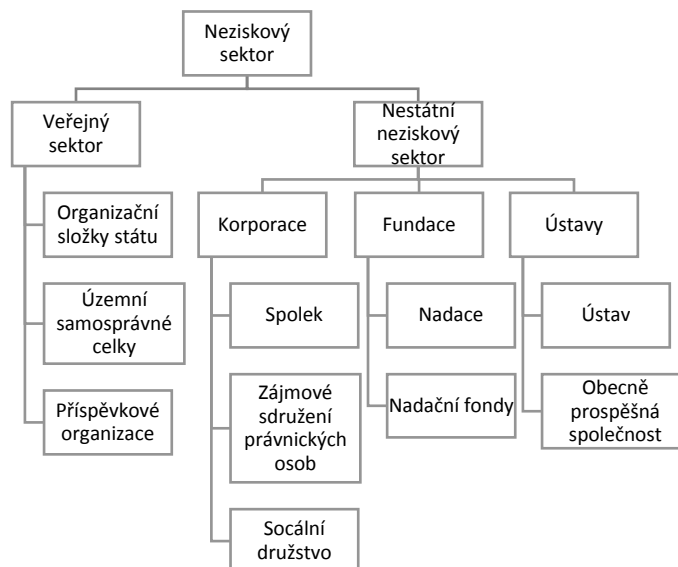 Neziskový
sektor
Veřejný
sektor
Nestátní
neziskový
sektor
Organizační
složky státu
Územní
samosprávné
celky
Příspěvkové
organizace
Korporace
Spolek
Zájmové
sdružení
právnických
osob
Socální
družstvo
Fundace
Nadace
Nadační fondy
Ústavy
Ústav
Obecně
prospěšná
společnost